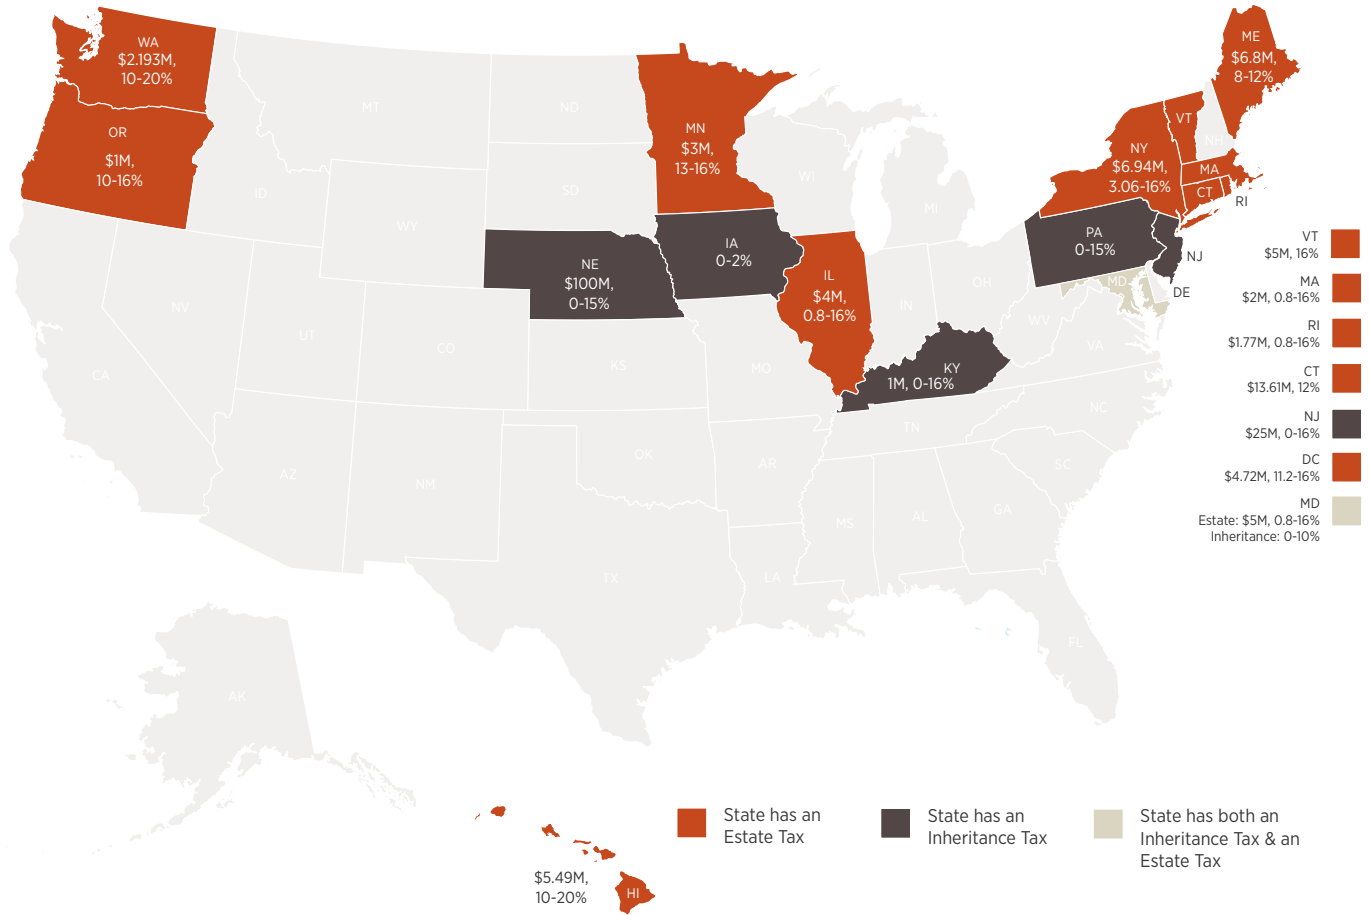 WA
$2.193M,
10-20%
OR
$1M,
10-16%
MT
ID
WY
NV
UT
CO
CA
AZ
NM
ND
SD
MN
$3M,
13-16%
WI
MI
NE
$100M,
0-15%
IA
0-2%
IL
$4M,
0.8-16%
IN
OH
KS
MO
KY
1M, 0-16%
WV
VA
OK
AR
TN
NC
SC
TX
LA
MS
AL
GA
FL
ME
$6.8M,
8-12%
VT
NH
NY
$6.94M,
3.06-16%
MA
CT
RI
PA
0-15%
NJ
MD
DE
VT
$5M, 16%
MA
$2M, 0.8-16%
RI
$1.77M, 0.8-16%
CT
$13.61M, 12%
NJ
$25M, 0-16%
DC
$4.72M, 11.2-16%
MD
Estate: $5M, 0.8-16%
Inheritance: 0-10%
AK
$5.49M,
10-20%
HI
State has an
Estate Tax
State has an
Inheritance Tax
State has both an
Inheritance Tax & an
Estate Tax